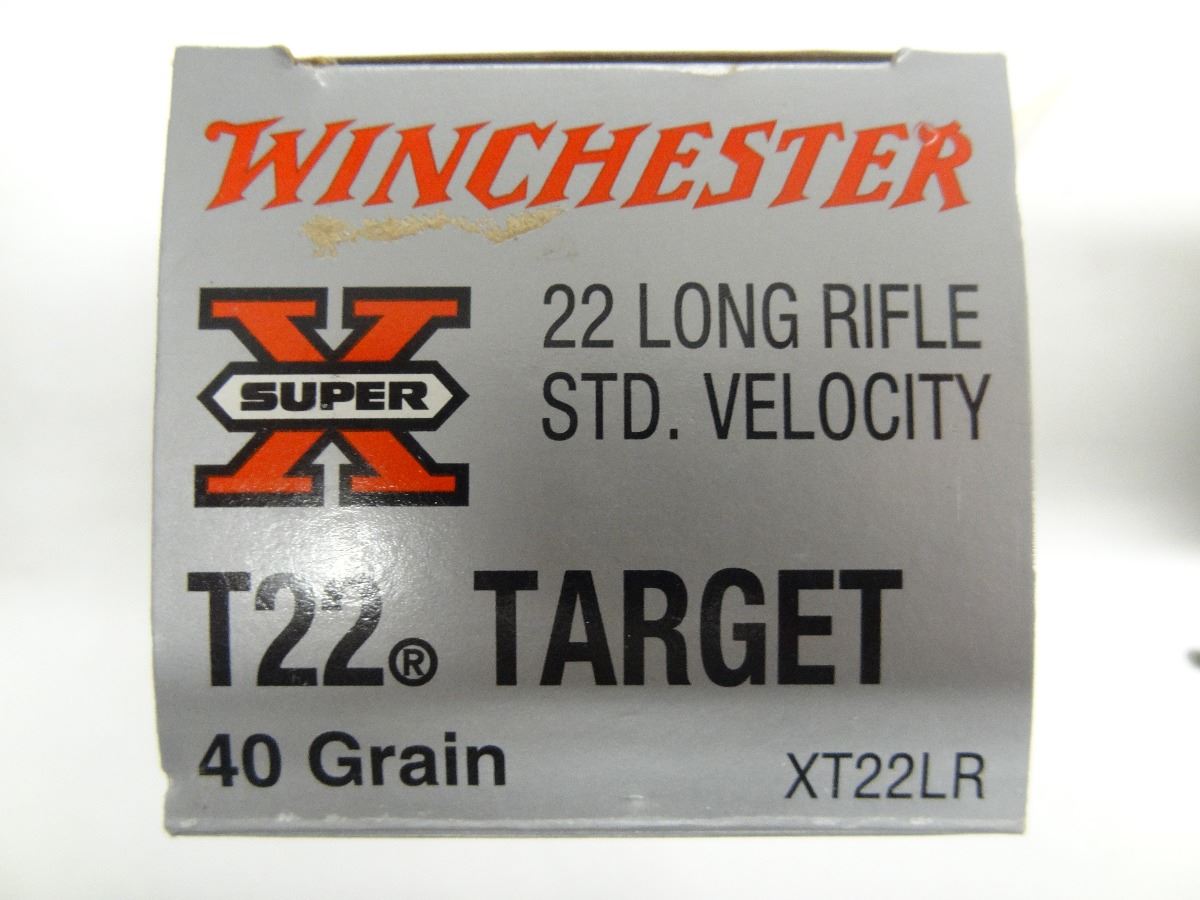 WINCHESTER
SUPER X
22 LONG RIFLE
STD. VELOCITY
T22® TARGET
40 Grain
XT22LR